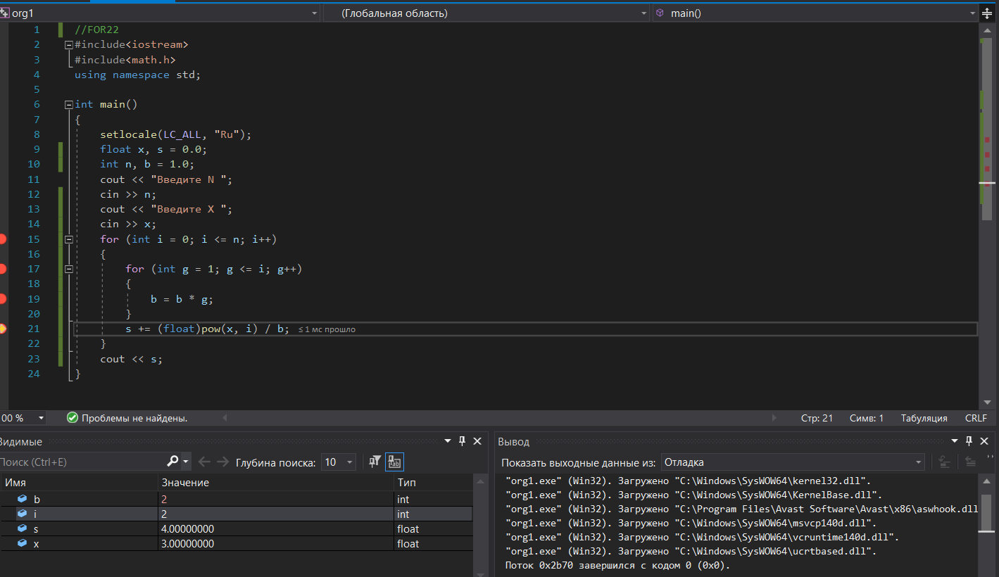 org1 (Глобальная область) main()
1 //FOR22
2 #include<iostream>
3 #include<math.h>
4 using namespace std;
5
6 int main()
7 {
8 setlocale(LC_ALL, "Ru");
9 float x, s = 0.0;
10 int n, b = 1.0;
11 cout << "Введите N ";
12 cin >> n;
13 cout << "Введите X ";
14 cin >> x;
15 for (int i = 0; i <= n; i++)
16 {
17 for (int g = 1; g <= i; g++)
18 {
19 b = b * g;
20 }
21 s += (float)pow(x, i) / b; ≤ 1 мс прошло
22 }
23 cout << s;
24 }
00 % Проблемы не найдены. Стр: 21 Симв: 1 Табуляция CRLF
Видимые
Поиск (Ctrl+E) Глубина поиска: 10
Имя Значение Тип
b 2 int
i 2 int
s 4.00000000 float
x 3.00000000 float
Вывод
Показать выходные данные из: Отладка
"org1.exe" (Win32). Загружено "C:\Windows\SysWOW64\kernel32.dll".
"org1.exe" (Win32). Загружено "C:\Windows\SysWOW64\KernelBase.dll".
"org1.exe" (Win32). Загружено "C:\Program Files\Avast Software\Avast\x86\aswhook.dll
"org1.exe" (Win32). Загружено "C:\Windows\SysWOW64\msvcp140d.dll".
"org1.exe" (Win32). Загружено "C:\Windows\SysWOW64\vcruntime140d.dll".
"org1.exe" (Win32). Загружено "C:\Windows\SysWOW64\ucrtbased.dll".
Поток 0x2b70 завершился с кодом 0 (0x0).